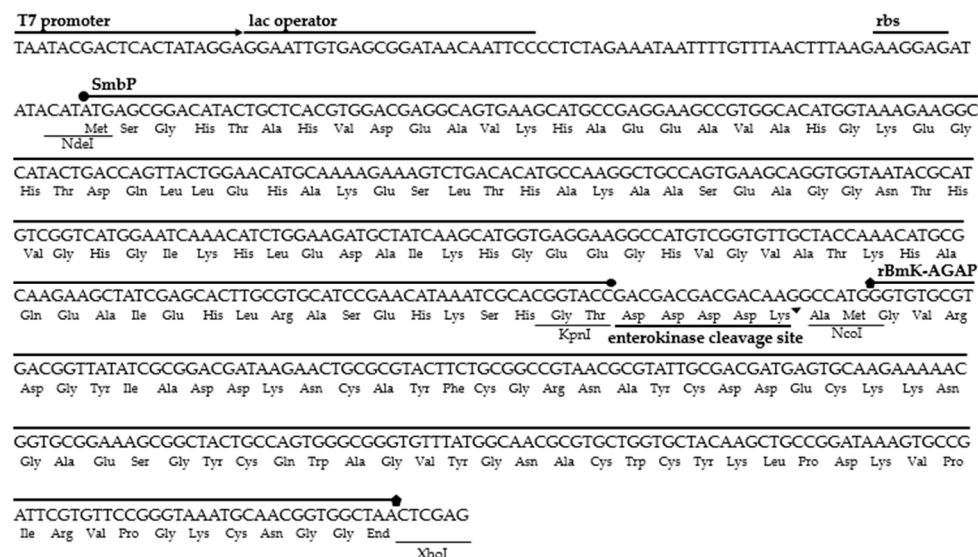 T7 promoter lac operator rbs
TAATACGACTCACTATAGGAGGAATTGTGAGCGGATAACAATTCCCCTCTAGAAATAATTTTGTTTAACTTTAAGAAGGAGAT
SmbP
ATACATATGAGCGGACATACTGCTCACGTGGACGAGGCAGTGAAGCATGCCGAGGAAGCCGTGGCACATGGTAAAGAAGGC
Met Ser Gly His Thr Ala His Val Asp Glu Ala Val Lys His Ala Glu Glu Ala Val Ala His Gly Lys Glu Gly
NdeI
CATACTGACCAGTTACTGGAACATGCAAAAGAAAGTCTGACACATGCCAAGGCTGCCAGTGAAGCAGGTGGTAATACGCAT
His Thr Asp Gln Leu Leu Glu His Ala Lys Glu Ser Leu Thr His Ala Lys Ala Ala Ser Glu Ala Gly Gly Asn Thr His
GTCGGTCATGGAATCAAACATCTGGAAGATGCTATCAAGCATGGTGAGGAAGGCCATGTCGGTGTTGCTACCAAACATGCG
Val Gly His Gly Ile Lys His Leu Glu Asp Ala Ile Lys His Gly Glu Glu Gly His Val Gly Val Ala Thr Lys His Ala
rBmK-AGAP
CAAGAAGCTATCGAGCACTTGCGTGCATCCGAACATAAATCGCACGGTACCGACGACGACGACAAGGCCATGGGTGTGCGT
Gln Glu Ala Ile Glu His Leu Arg Ala Ser Glu His Lys Ser His Gly Thr Asp Asp Asp Asp Lys Ala Met Gly Val Arg
KpnI enterokinase cleavage site NcoI
GACGGTTATATCGCGGACGATAAGAACTGCGCGTACTTCTGCGGCCGTAACGCGTATTGCGACGATGAGTGCAAGAAAAAC
Asp Gly Tyr Ile Ala Asp Asp Lys Asn Cys Ala Tyr Phe Cys Gly Arg Asn Ala Tyr Cys Asp Asp Glu Cys Lys Lys Asn
GGTGCGGAAAGCGGCTACTGCCAGTGGGCGGGTGTTTATGGCAACGCGTGCTGGTGCTACAAGCTGCCGGATAAAGTGCCG
Gly Ala Glu Ser Gly Tyr Cys Gln Trp Ala Gly Val Tyr Gly Asn Ala Cys Trp Cys Tyr Lys Leu Pro Asp Lys Val Pro
ATTCGTGTTCCGGGTAAATGCAACGGTGGCTAACTCGAG
Ile Arg Val Pro Gly Lys Cys Asn Gly Gly End
XhoI